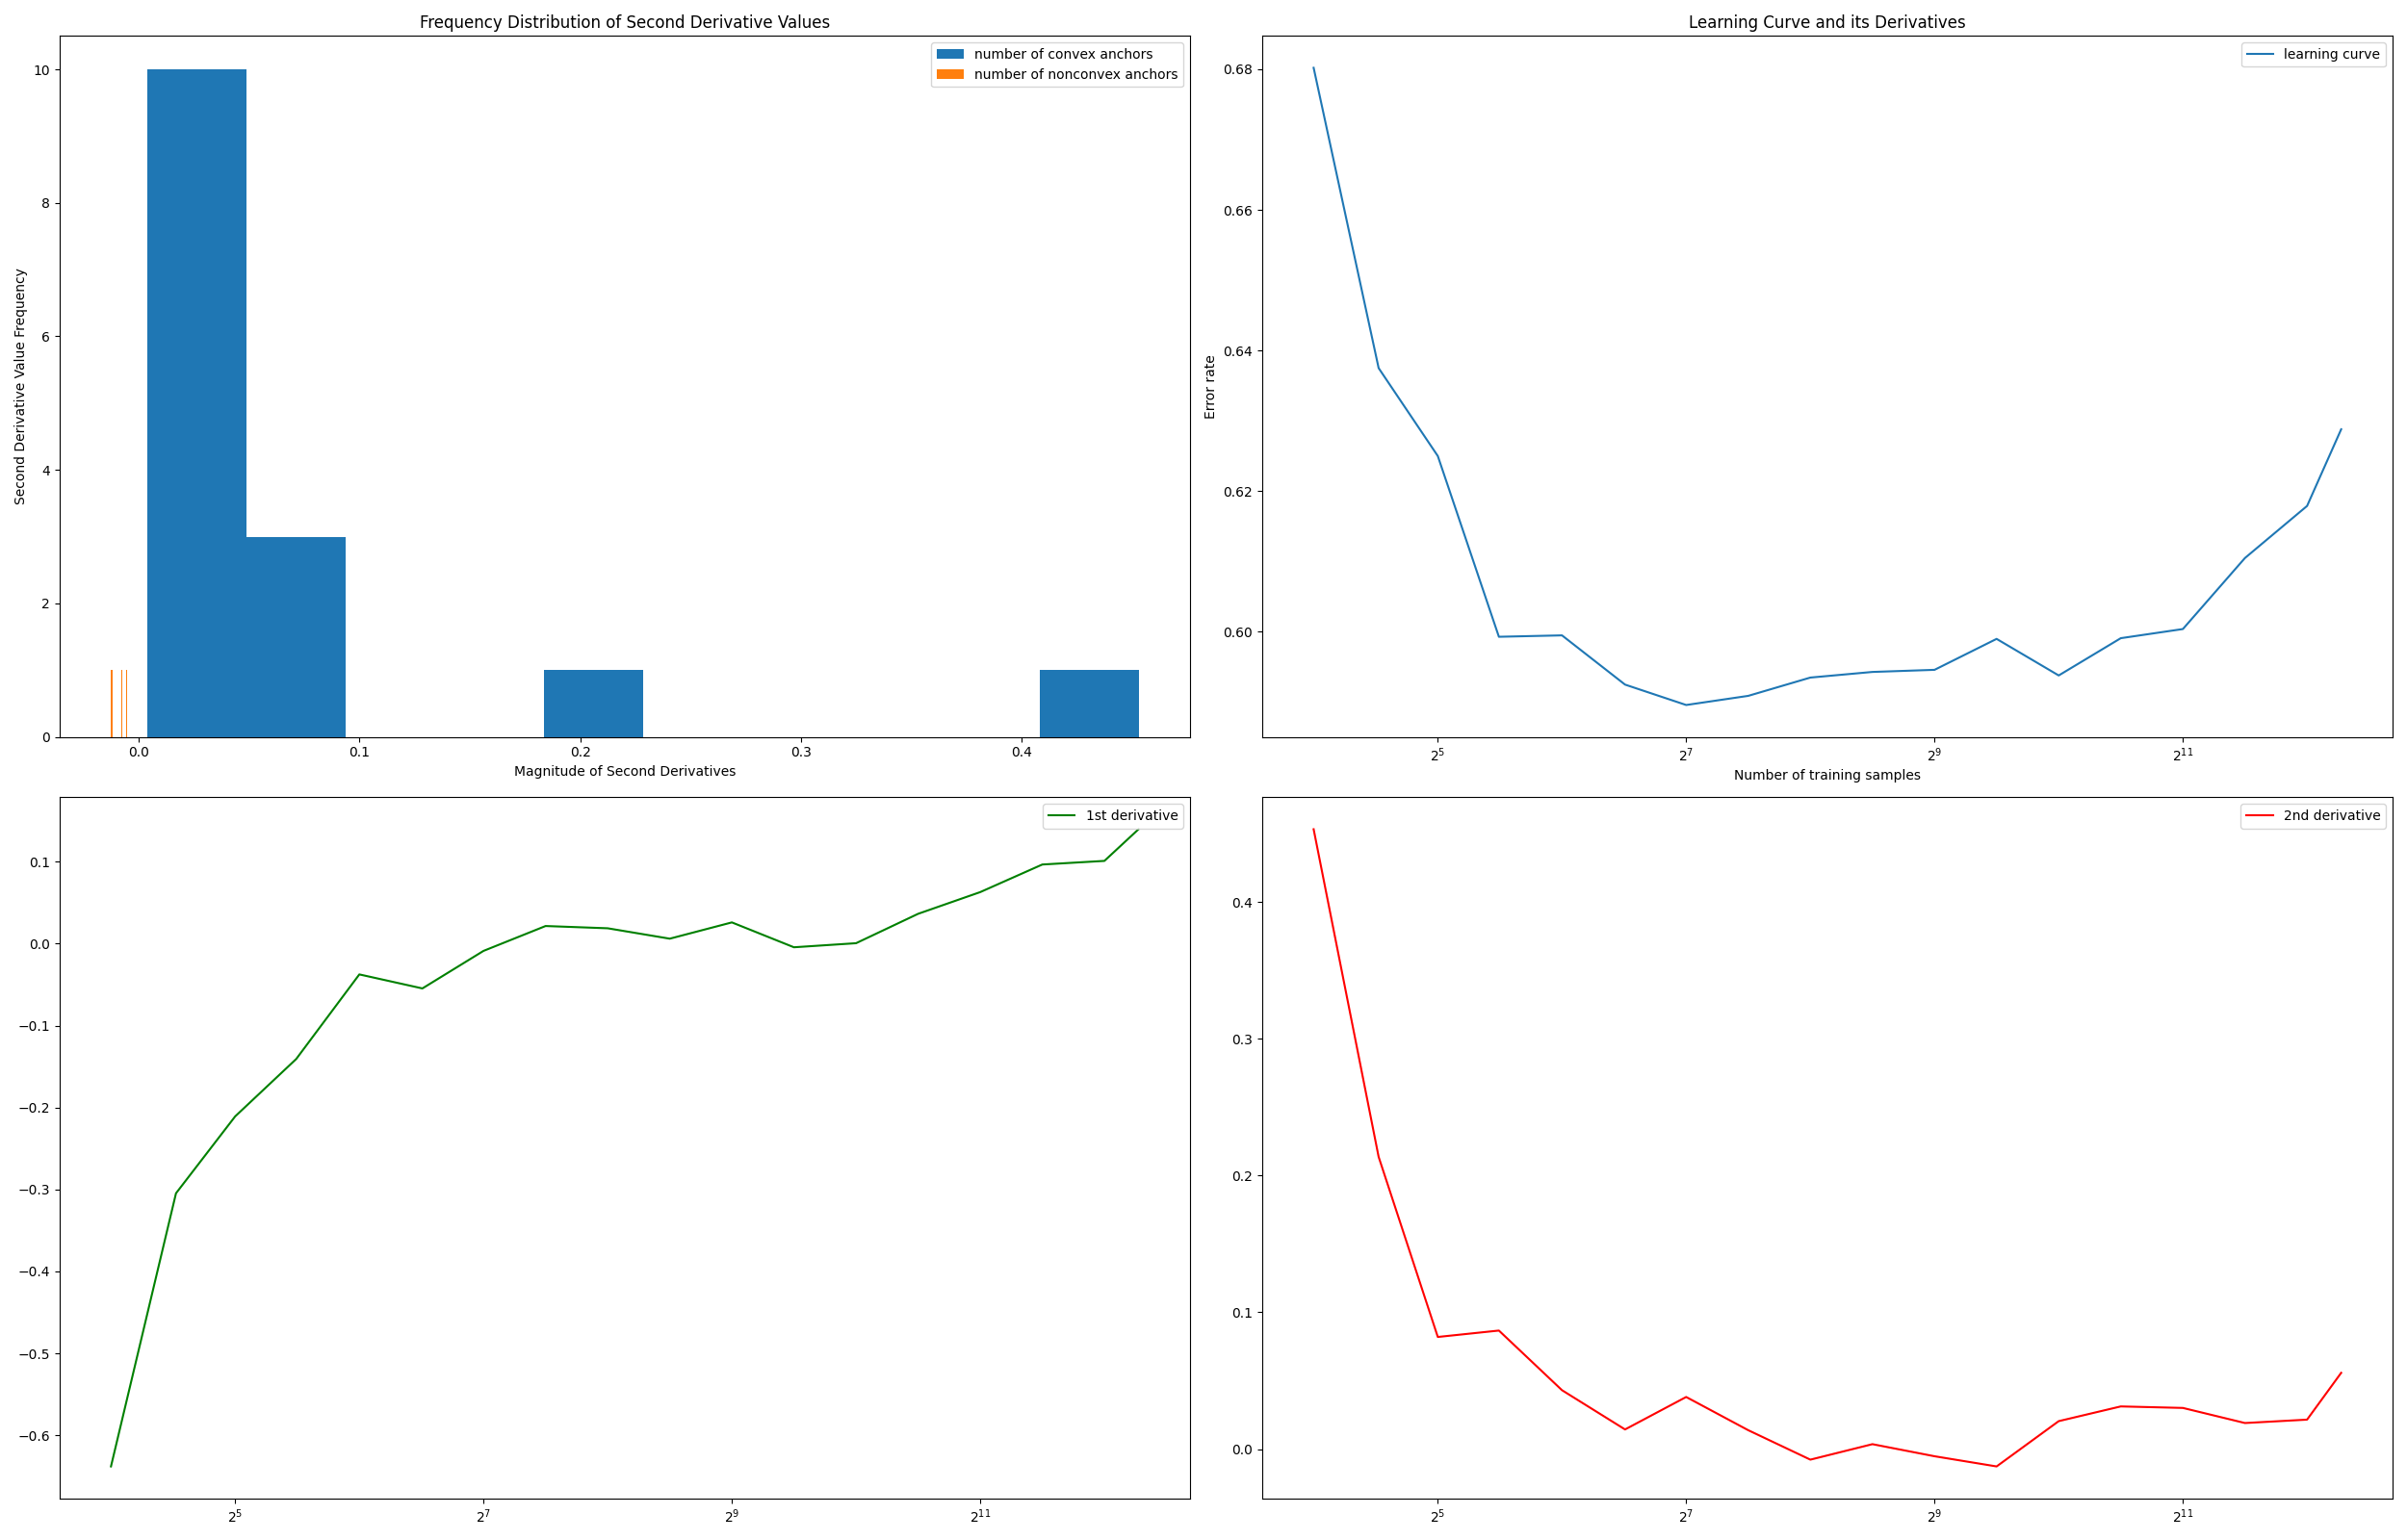 Frequency Distribution of Second Derivative Values
number of convex anchors
number of nonconvex anchors
Second Derivative Value Frequency
10
8
6
4
2
0
0.0 0.1 0.2 0.3 0.4
Magnitude of Second Derivatives
Learning Curve and its Derivatives
learning curve
Error rate
0.68
0.66
0.64
0.62
0.60
2^5 2^7 2^9 2^11
Number of training samples
1st derivative
0.1
0.0
−0.1
−0.2
−0.3
−0.4
−0.5
−0.6
2^5 2^7 2^9 2^11
2nd derivative
0.4
0.3
0.2
0.1
0.0
2^5 2^7 2^9 2^11